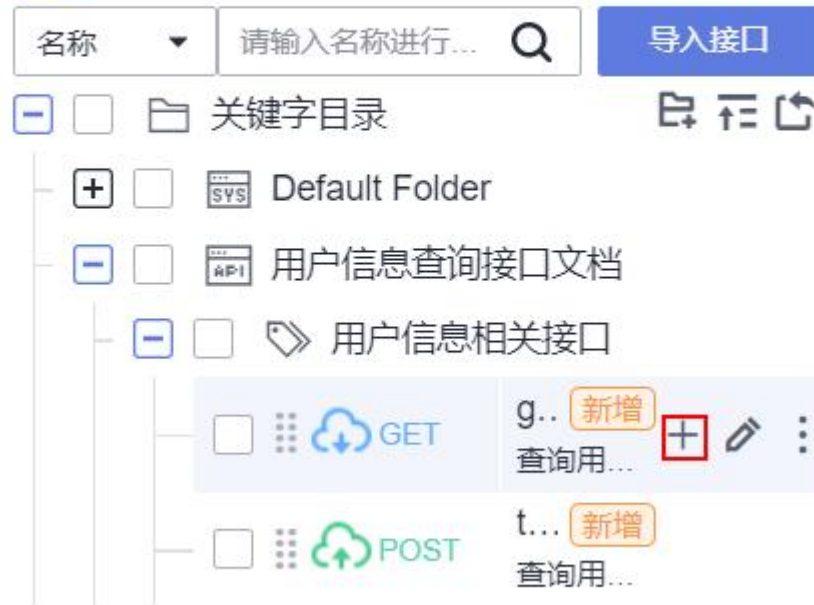 名称 请输入名称进行... 导入接口
关键字目录
SYS Default Folder
API 用户信息查询接口文档
用户信息相关接口
GET g.. 新增
查询用...
POST t... 新增
查询用...